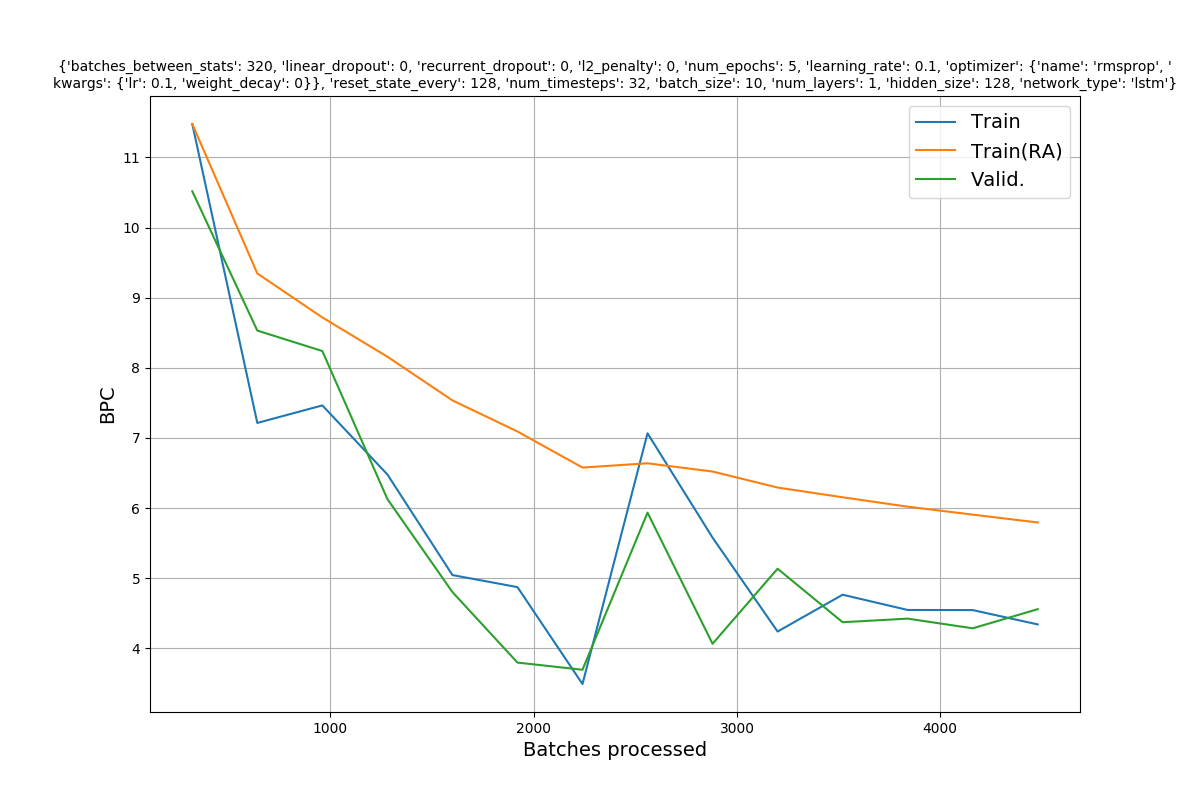 {'batches_between_stats': 320, 'linear_dropout': 0, 'recurrent_dropout': 0, 'l2_penalty': 0, 'num_epochs': 5, 'learning_rate': 0.1, 'optimizer': {'name': 'rmsprop', '
kwargs': {'lr': 0.1, 'weight_decay': 0}}, 'reset_state_every': 128, 'num_timesteps': 32, 'batch_size': 10, 'num_layers': 1, 'hidden_size': 128, 'network_type': 'lstm'}
Train
Train(RA)
Valid.
11
10
9
8
7
6
5
4
BPC
1000
2000
3000
4000
Batches processed